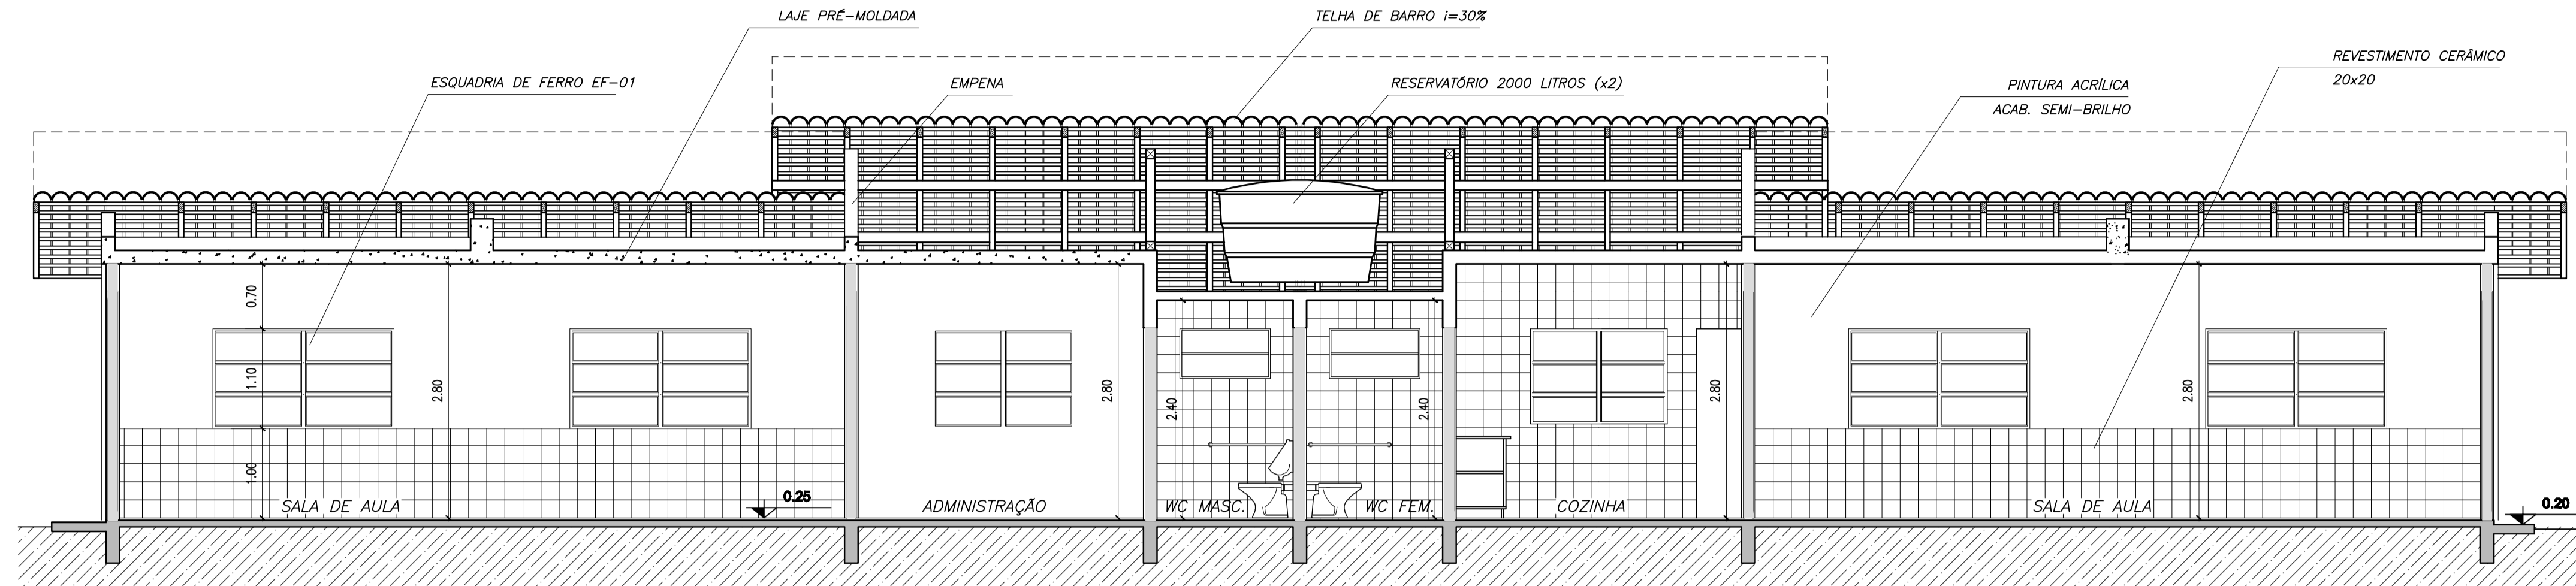 LAJE PRÉ-MOLDADA
TELHA DE BARRO i=30%
ESQUADRIA DE FERRO EF-01
EMPENA
RESERVATÓRIO 2000 LITROS (x2)
PINTURA ACRÍLICA
ACAB. SEMI-BRILHO
REVESTIMENTO CERÂMICO
20x20
0.70
1.10
1.00
2.80
2.80
2.40
2.40
2.80
2.80
SALA DE AULA
0.25
ADMINISTRAÇÃO
WC MASC.
WC FEM.
COZINHA
SALA DE AULA
0.20